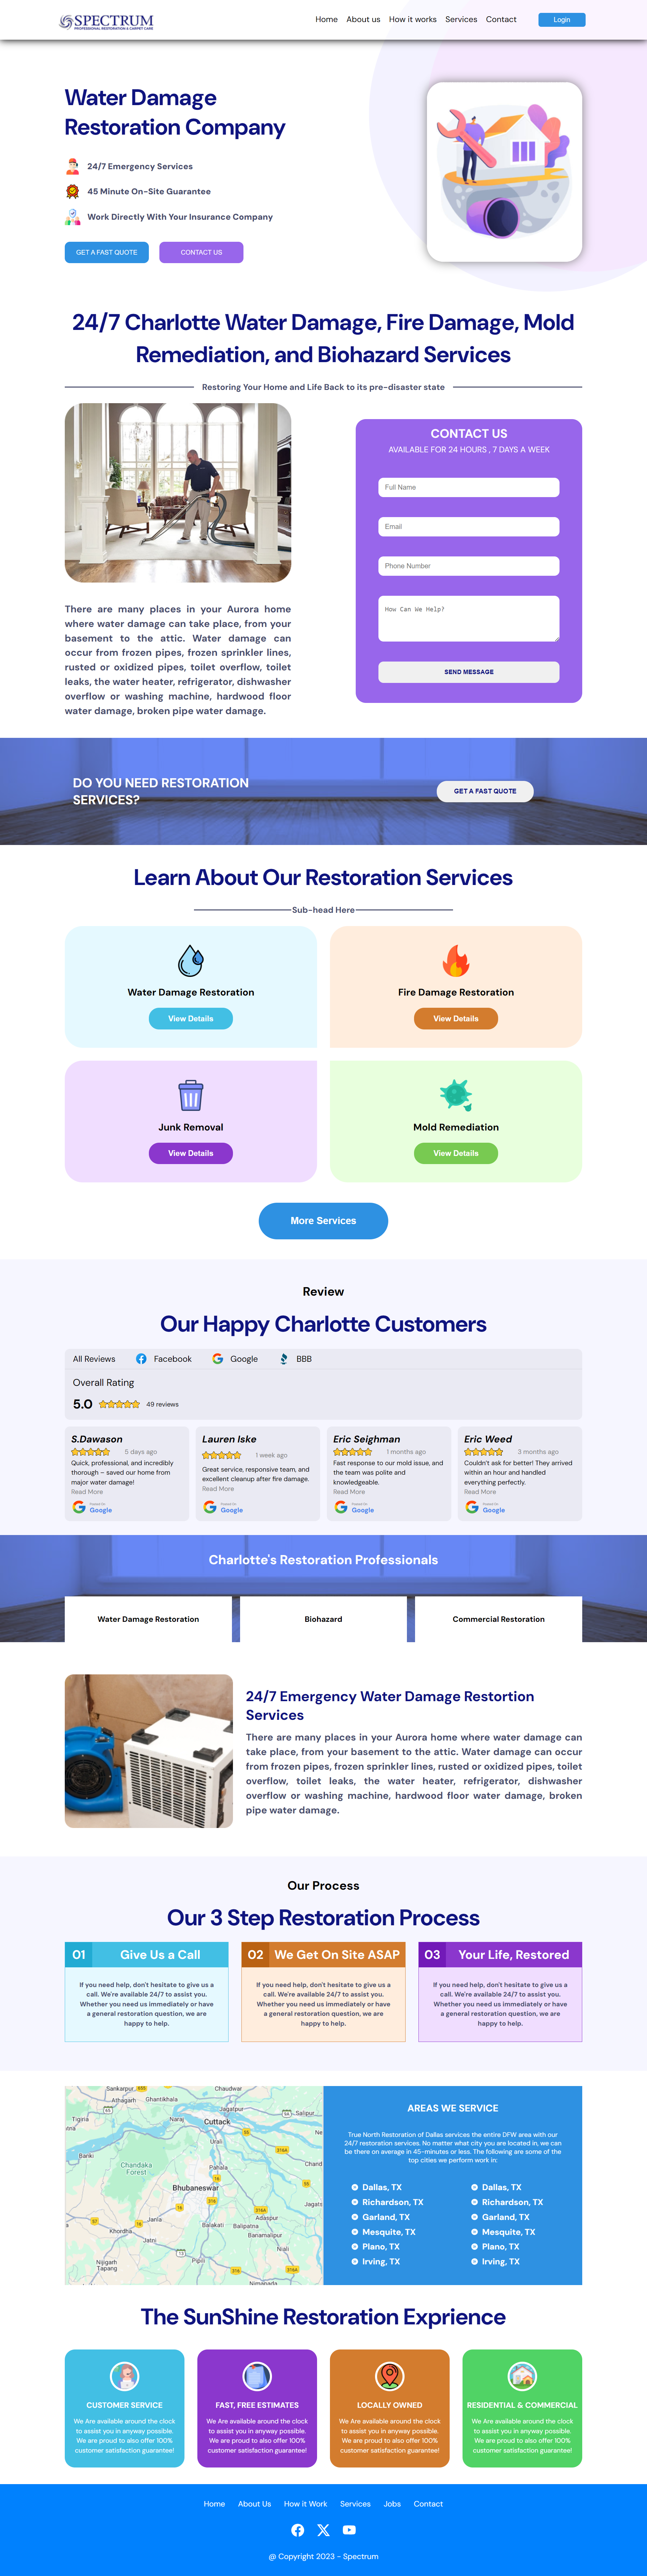 SPECTRUM
PROFESSIONAL RESTORATION & CARPET CARE
Home About us How it works Services Contact Login
Water Damage
Restoration Company
24/7 Emergency Services
45 Minute On-Site Guarantee
Work Directly With Your Insurance Company
GET A FAST QUOTE CONTACT US
24/7 Charlotte Water Damage, Fire Damage, Mold
Remediation, and Biohazard Services
Restoring Your Home and Life Back to its pre-disaster state
There are many places in your Aurora home
where water damage can take place, from your
basement to the attic. Water damage can
occur from frozen pipes, frozen sprinkler lines,
rusted or oxidized pipes, toilet overflow, toilet
leaks, the water heater, refrigerator, dishwasher
overflow or washing machine, hardwood floor
water damage, broken pipe water damage.
CONTACT US
AVAILABLE FOR 24 HOURS , 7 DAYS A WEEK
Full Name
Email
Phone Number
How Can We Help?
SEND MESSAGE
DO YOU NEED RESTORATION
SERVICES?
GET A FAST QUOTE
Learn About Our Restoration Services
Sub-head Here
Water Damage Restoration
View Details
Fire Damage Restoration
View Details
Junk Removal
View Details
Mold Remediation
View Details
More Services
Review
Our Happy Charlotte Customers
All Reviews Facebook Google BBB
Overall Rating
5.0 49 reviews
S.Dawason
5 days ago
Quick, professional, and incredibly
thorough – saved our home from
major water damage!
Read More
Posted On
Google
Lauren Iske
1 week ago
Great service, responsive team, and
excellent cleanup after fire damage.
Read More
Posted On
Google
Eric Seighman
1 months ago
Fast response to our mold issue, and
the team was polite and
knowledgeable.
Read More
Posted On
Google
Eric Weed
3 months ago
Couldn't ask for better! They arrived
within an hour and handled
everything perfectly.
Read More
Posted On
Google
Charlotte's Restoration Professionals
Water Damage Restoration
Biohazard
Commercial Restoration
24/7 Emergency Water Damage Restortion
Services
There are many places in your Aurora home where water damage can
take place, from your basement to the attic. Water damage can occur
from frozen pipes, frozen sprinkler lines, rusted or oxidized pipes, toilet
overflow, toilet leaks, the water heater, refrigerator, dishwasher
overflow or washing machine, hardwood floor water damage, broken
pipe water damage.
Our Process
Our 3 Step Restoration Process
01 Give Us a Call
If you need help, don't hesitate to give us a
call. We're available 24/7 to assist you.
Whether you need us immediately or have
a general restoration question, we are
happy to help.
02 We Get On Site ASAP
If you need help, don't hesitate to give us a
call. We're available 24/7 to assist you.
Whether you need us immediately or have
a general restoration question, we are
happy to help.
03 Your Life, Restored
If you need help, don't hesitate to give us a
call. We're available 24/7 to assist you.
Whether you need us immediately or have
a general restoration question, we are
happy to help.
Sankarpur
Chaudwar
Athagarh
Ghantikhala
Jagatpur
Salipur
Tigiria
Naraj
Cuttack
Urali
Banki
Chandaka
Forest
Bhubaneswar
Jania
Adaspur
Balakati
Balipatna
Khordha
Banamalipur
Jatni
Niali
Pipili
Nijigarh
Tapang
Nimapada
AREAS WE SERVICE
True North Restoration of Dallas services the entire DFW area with our
24/7 restoration services. No matter what city you are located in, we can
be there on average in 45-minutes or less. The following are some of the
top cities we perform work in:
Dallas, TX
Richardson, TX
Garland, TX
Mesquite, TX
Plano, TX
Irving, TX
Dallas, TX
Richardson, TX
Garland, TX
Mesquite, TX
Plano, TX
Irving, TX
The SunShine Restoration Exprience
CUSTOMER SERVICE
We Are available around the clock
to assist you in anyway possible.
We are proud to also offer 100%
customer satisfaction guarantee!
FAST, FREE ESTIMATES
We Are available around the clock
to assist you in anyway possible.
We are proud to also offer 100%
customer satisfaction guarantee!
LOCALLY OWNED
We Are available around the clock
to assist you in anyway possible.
We are proud to also offer 100%
customer satisfaction guarantee!
RESIDENTIAL & COMMERCIAL
We Are available around the clock
to assist you in anyway possible.
We are proud to also offer 100%
customer satisfaction guarantee!
Home About Us How it Work Services Jobs Contact
@ Copyright 2023 - Spectrum